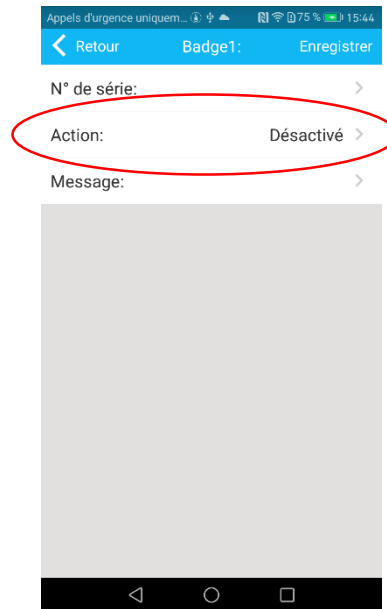 Appels d'urgence uniquem... 75 % 15:44
Retour Badge1: Enregistrer
N° de série:
Action: Désactivé
Message: